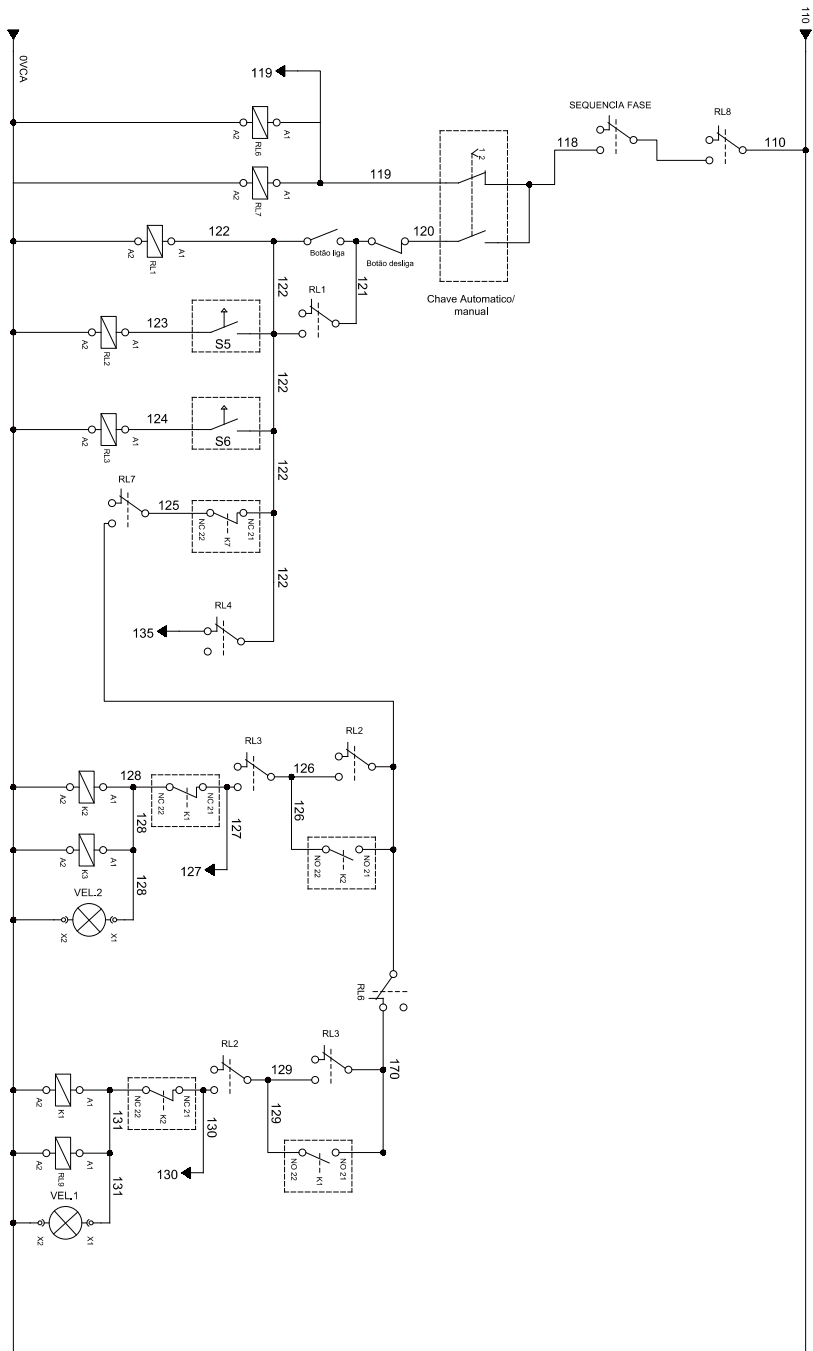 110
0VCA
119
SEQUENCIA FASE
RL8
118
110
A2
RL6
A1
1 2
119
A2
RL7
A1
122
120
A2
RL1
A1
Botão liga
Botão desliga
122
121
RL1
Chave Automatico/
manual
123
A2
RL2
A1
S5
122
124
A2
RL3
A1
S6
122
RL7
125
NC 22
K7
NC 21
122
RL4
135
RL3
RL2
128
126
A2
K2
A1
NC 22
K1
NC 21
128
127
126
A2
K3
A1
127
NO 22
K2
NO 21
128
VEL.2
X2
X1
RL6
RL2
RL3
129
170
A2
K1
A1
NC 22
K2
NC 21
131
130
129
A2
RL9
A1
130
NO 22
K1
NO 21
131
VEL.1
X2
X1